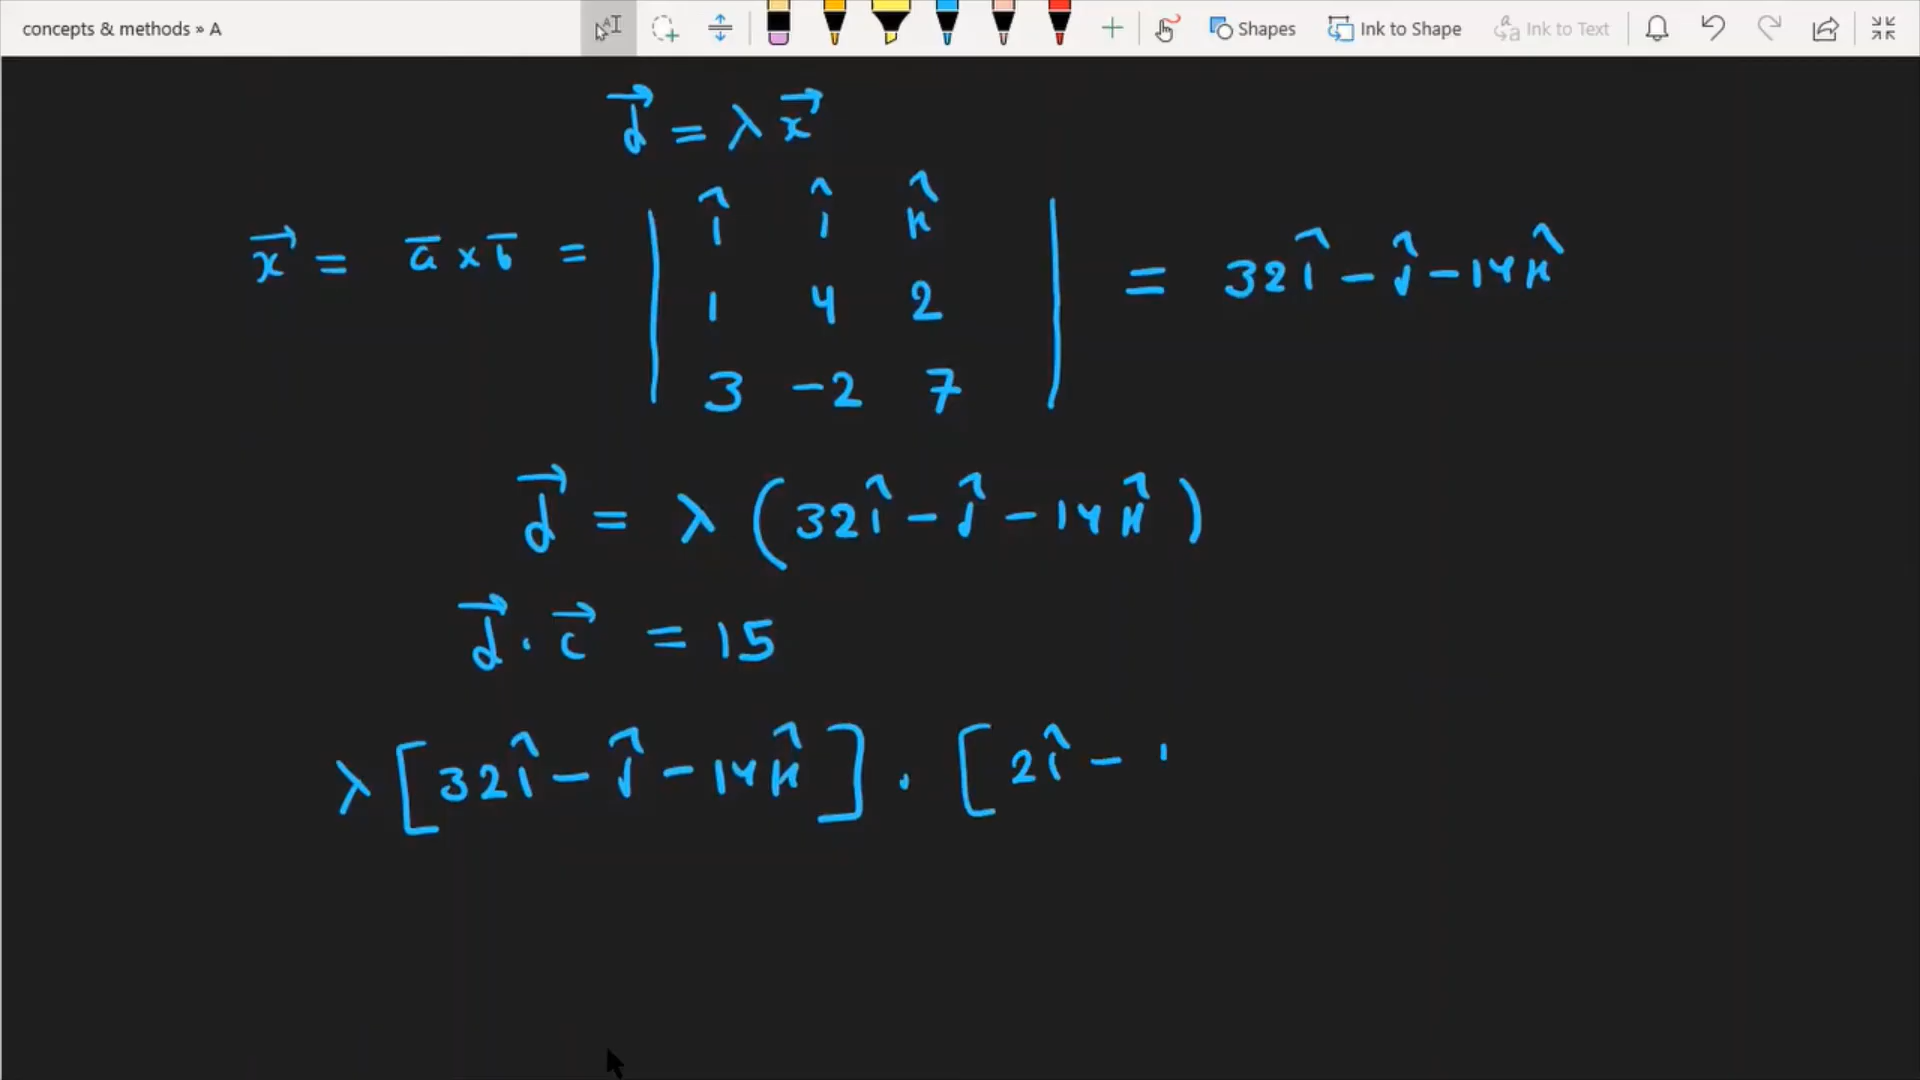 concepts & methods » A
Shapes Ink to Shape Ink to Text
d⃗ = λ x⃗
x⃗ = a̅ × b̅ = | î ĵ k̂ | = 32î − ĵ − 14k̂
1 4 2
3 −2 7
d⃗ = λ (32î − ĵ − 14k̂)
d⃗ . c⃗ = 15
λ [32î − ĵ − 14k̂] . [2î −